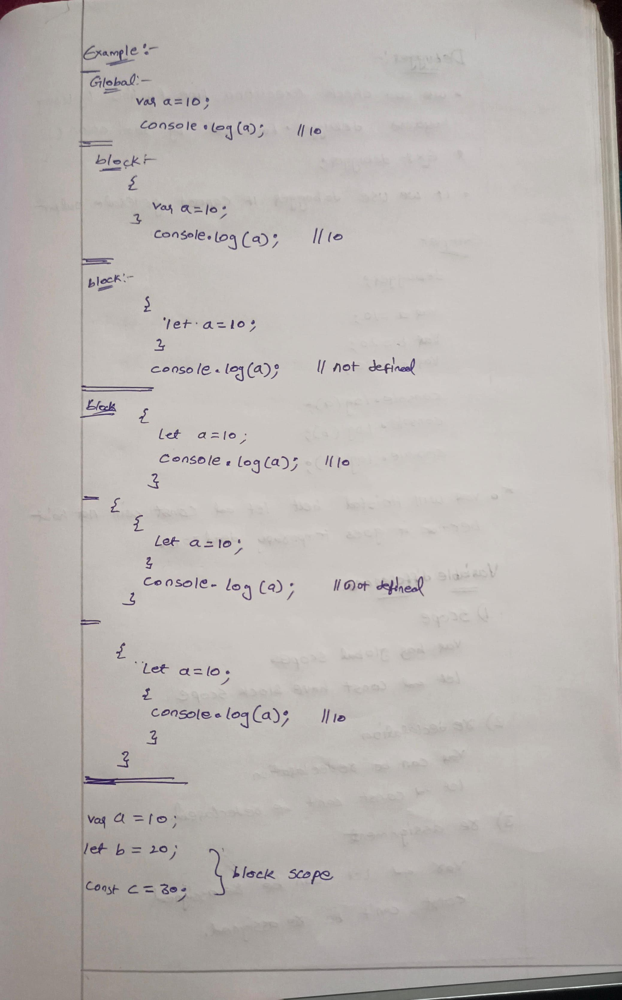 Example:-
Global:-
var a=10;
console.log(a); //10
block:-
{
var a=10;
}
console.log(a); //10
block:-
{
let a=10;
}
console.log(a); // not defined
block {
Let a=10;
console.log(a); //10
}
{
{
Let a=10;
}
console.log(a); // not defined
}
{
Let a=10;
{
console.log(a); //10
}
}
var a=10;
let b=20;
} block scope
const c=30;